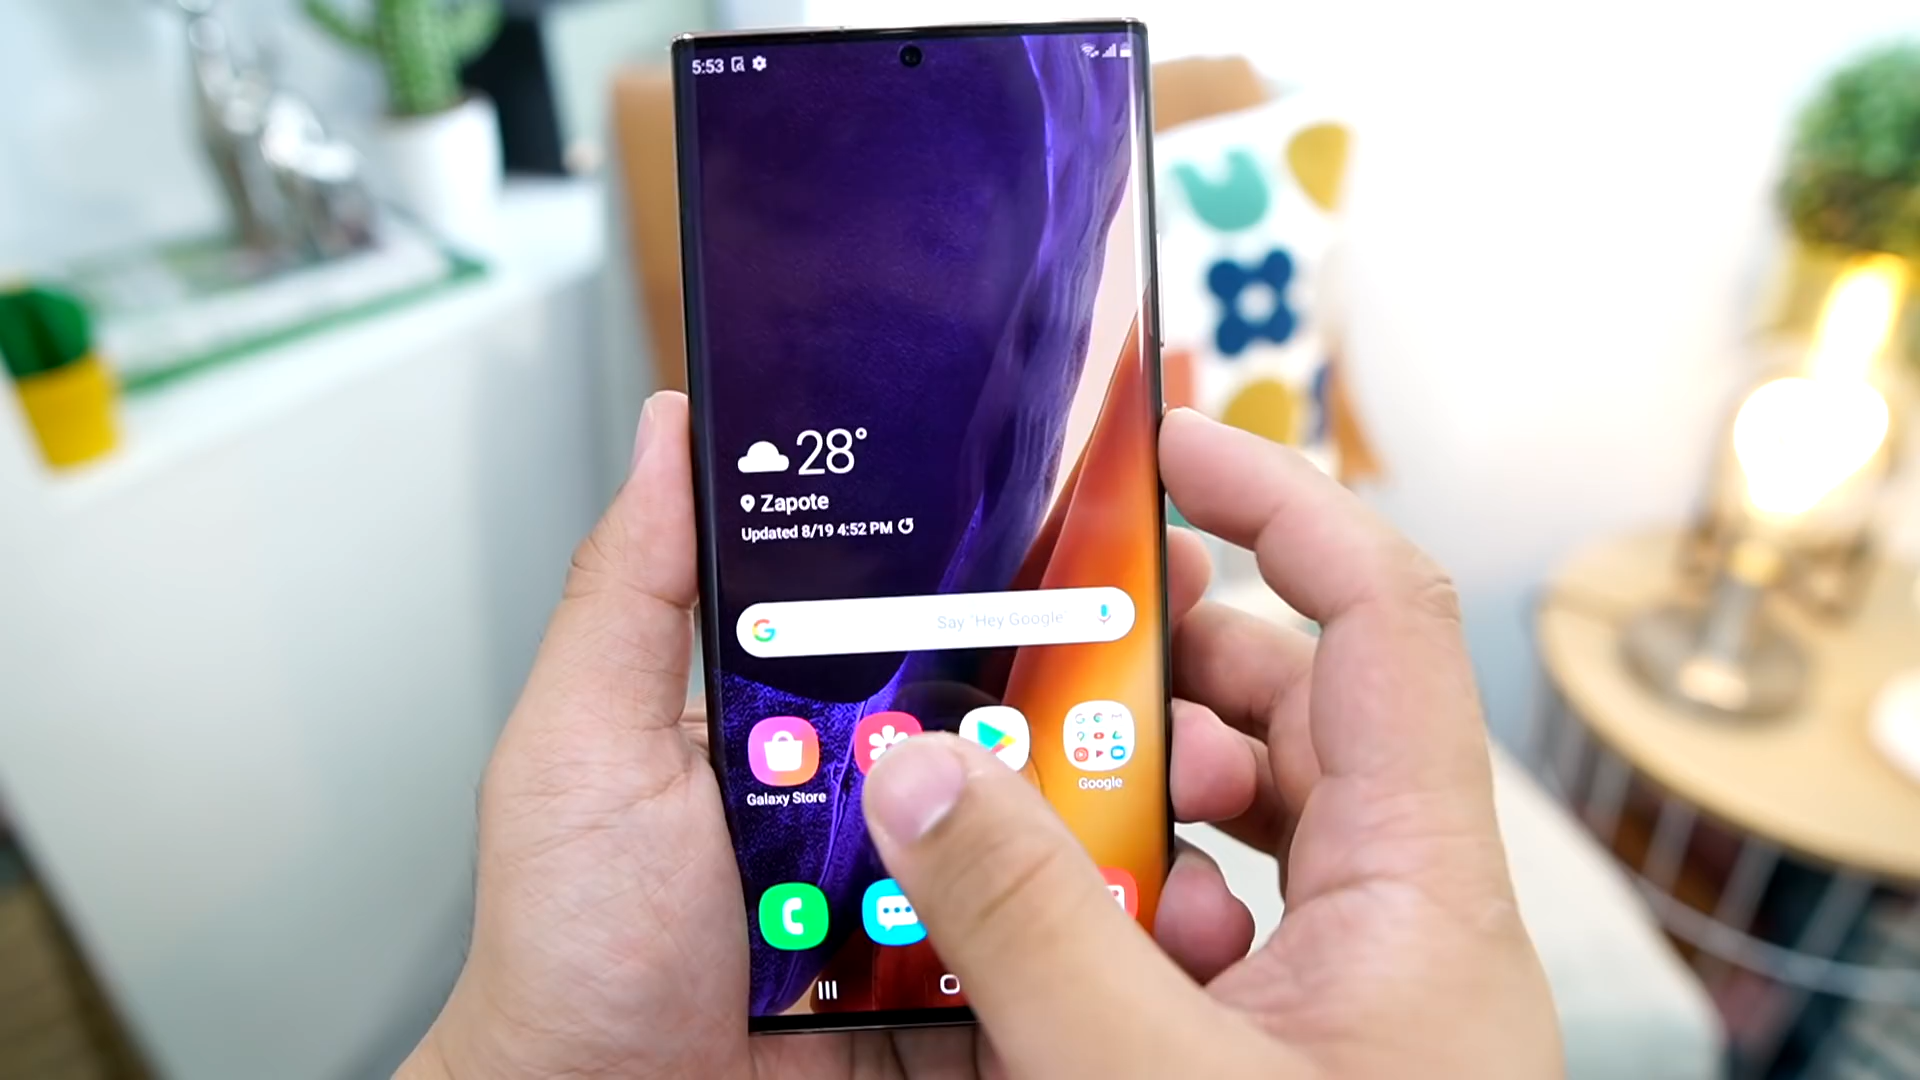 5:53
28°
Zapote
Updated 8/19 4:52 PM
Say "Hey Google"
Galaxy Store
Google